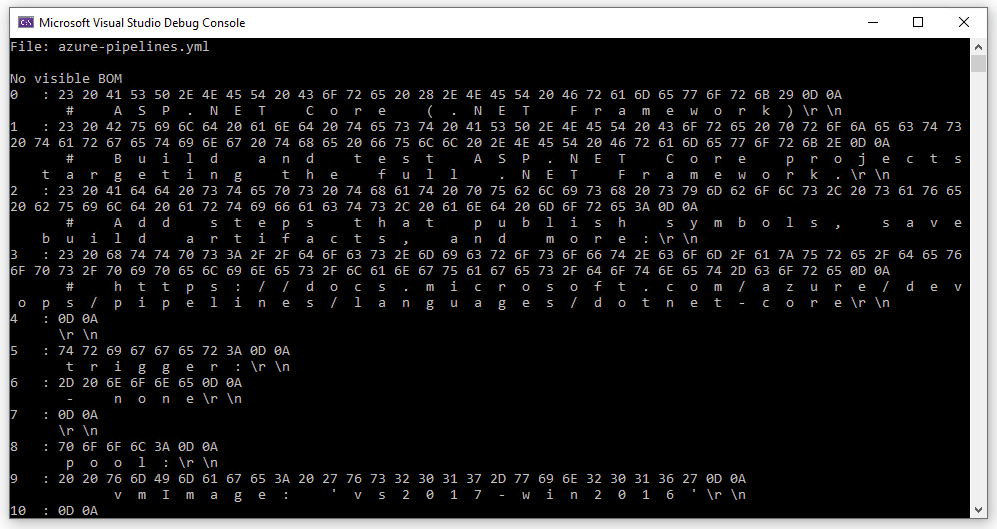 Microsoft Visual Studio Debug Console
File: azure-pipelines.yml
No visible BOM
0 : 23 20 41 53 50 2E 4E 45 54 20 43 6F 72 65 20 28 2E 4E 45 54 20 46 72 61 6D 65 77 6F 72 6B 29 0D 0A
# A S P . N E T C o r e ( . N E T F r a m e w o r k ) \r \n
1 : 23 20 42 75 69 6C 64 20 61 6E 64 20 74 65 73 74 20 41 53 50 2E 4E 45 54 20 43 6F 72 65 20 70 72 6F 6A 65 63 74 73
20 74 61 72 67 65 74 69 6E 67 20 74 68 65 20 66 75 6C 6C 20 2E 4E 45 54 20 46 72 61 6D 65 77 6F 72 6B 2E 0D 0A
# B u i l d a n d t e s t A S P . N E T C o r e p r o j e c t s
t a r g e t i n g t h e f u l l . N E T F r a m e w o r k . \r \n
2 : 23 20 41 64 64 20 73 74 65 70 73 20 74 68 61 74 20 70 75 62 6C 69 73 68 20 73 79 6D 62 6F 6C 73 2C 20 73 61 76 65
20 62 75 69 6C 64 20 61 72 74 69 66 61 63 74 73 2C 20 61 6E 64 20 6D 6F 72 65 3A 0D 0A
# A d d s t e p s t h a t p u b l i s h s y m b o l s , s a v e
b u i l d a r t i f a c t s , a n d m o r e : \r \n
3 : 23 20 68 74 74 70 73 3A 2F 2F 64 6F 63 73 2E 6D 69 63 72 6F 73 6F 66 74 2E 63 6F 6D 2F 61 7A 75 72 65 2F 64 65 76
6F 70 73 2F 70 69 70 65 6C 69 6E 65 73 2F 6C 61 6E 67 75 61 67 65 73 2F 64 6F 74 6E 65 74 2D 63 6F 72 65 0D 0A
# h t t p s : / / d o c s . m i c r o s o f t . c o m / a z u r e / d e v
o p s / p i p e l i n e s / l a n g u a g e s / d o t n e t - c o r e \r \n
4 : 0D 0A
\r \n
5 : 74 72 69 67 67 65 72 3A 0D 0A
t r i g g e r : \r \n
6 : 2D 20 6E 6F 6E 65 0D 0A
- n o n e \r \n
7 : 0D 0A
\r \n
8 : 70 6F 6F 6C 3A 0D 0A
p o o l : \r \n
9 : 20 20 76 6D 49 6D 61 67 65 3A 20 27 76 73 32 30 31 37 2D 77 69 6E 32 30 31 36 27 0D 0A
v m I m a g e : ' v s 2 0 1 7 - w i n 2 0 1 6 ' \r \n
10 : 0D 0A